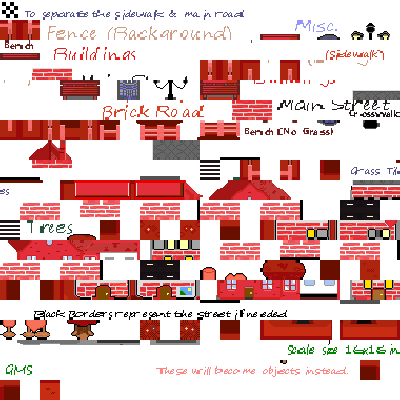 To separate the sidewalk & main road
Misc.
Fence (Background)
Bench
Buildings
(Sidewalk)
Main Street
Brick Road
Bench (No Grass)
Grass
Trees
Black Borders represent the street if needed
Scale size 16x16 in
GMS
These will become objects instead.